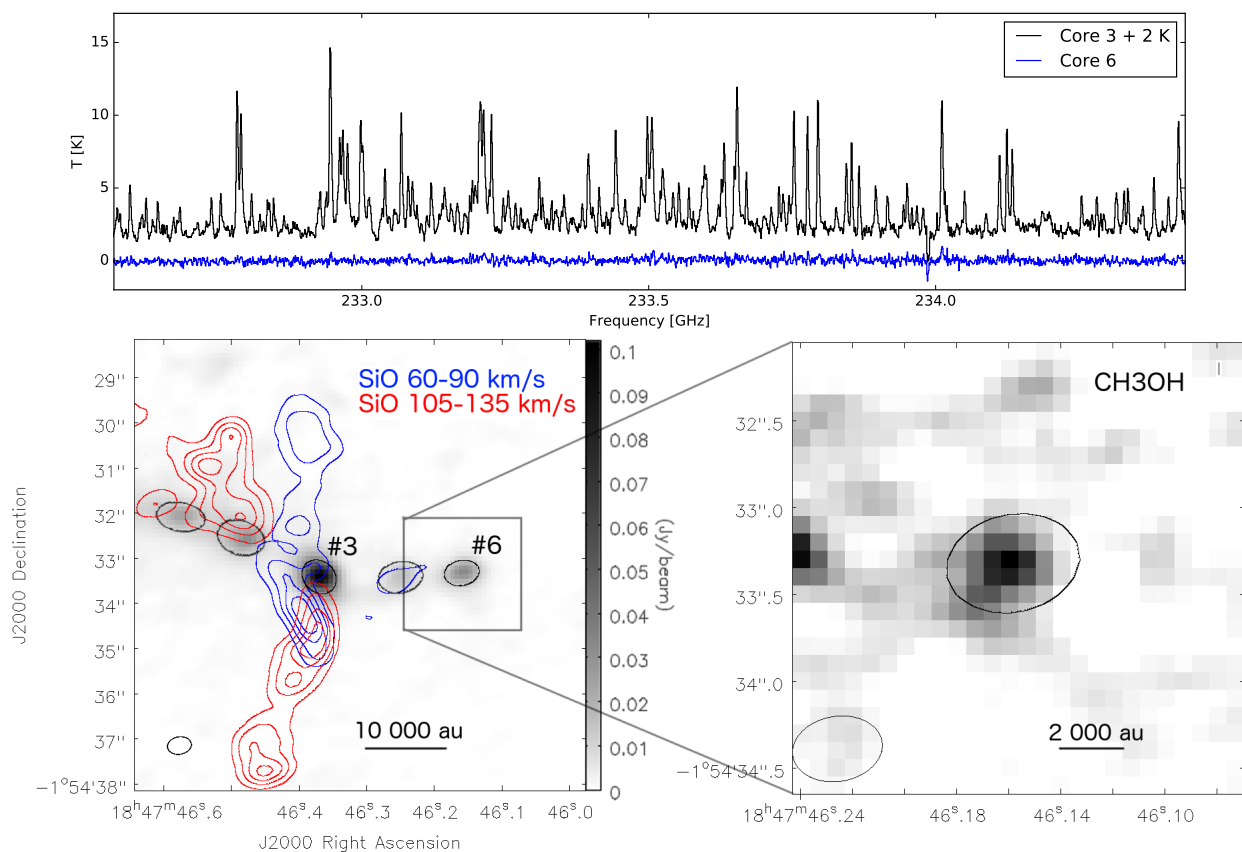 15
10
5
0
T [K]
Core 3 + 2 K
Core 6
233.0
233.5
234.0
Frequency [GHz]
SiO 60-90 km/s
SiO 105-135 km/s
#3
#6
10 000 au
29"
30"
31"
32"
33"
34"
35"
36"
37"
−1°54'38"
J2000 Declination
18ʰ47ᵐ46ˢ.6
46ˢ.4
46ˢ.3
46ˢ.2
46ˢ.1
46ˢ.0
J2000 Right Ascension
0.1
0.09
0.08
0.07
0.06
0.05
0.04
0.03
0.02
0.01
0
(Jy/beam)
CH3OH
32".5
33".0
33".5
34".0
−1°54'34".5
2 000 au
18ʰ47ᵐ46ˢ.24
46ˢ.18
46ˢ.14
46ˢ.10